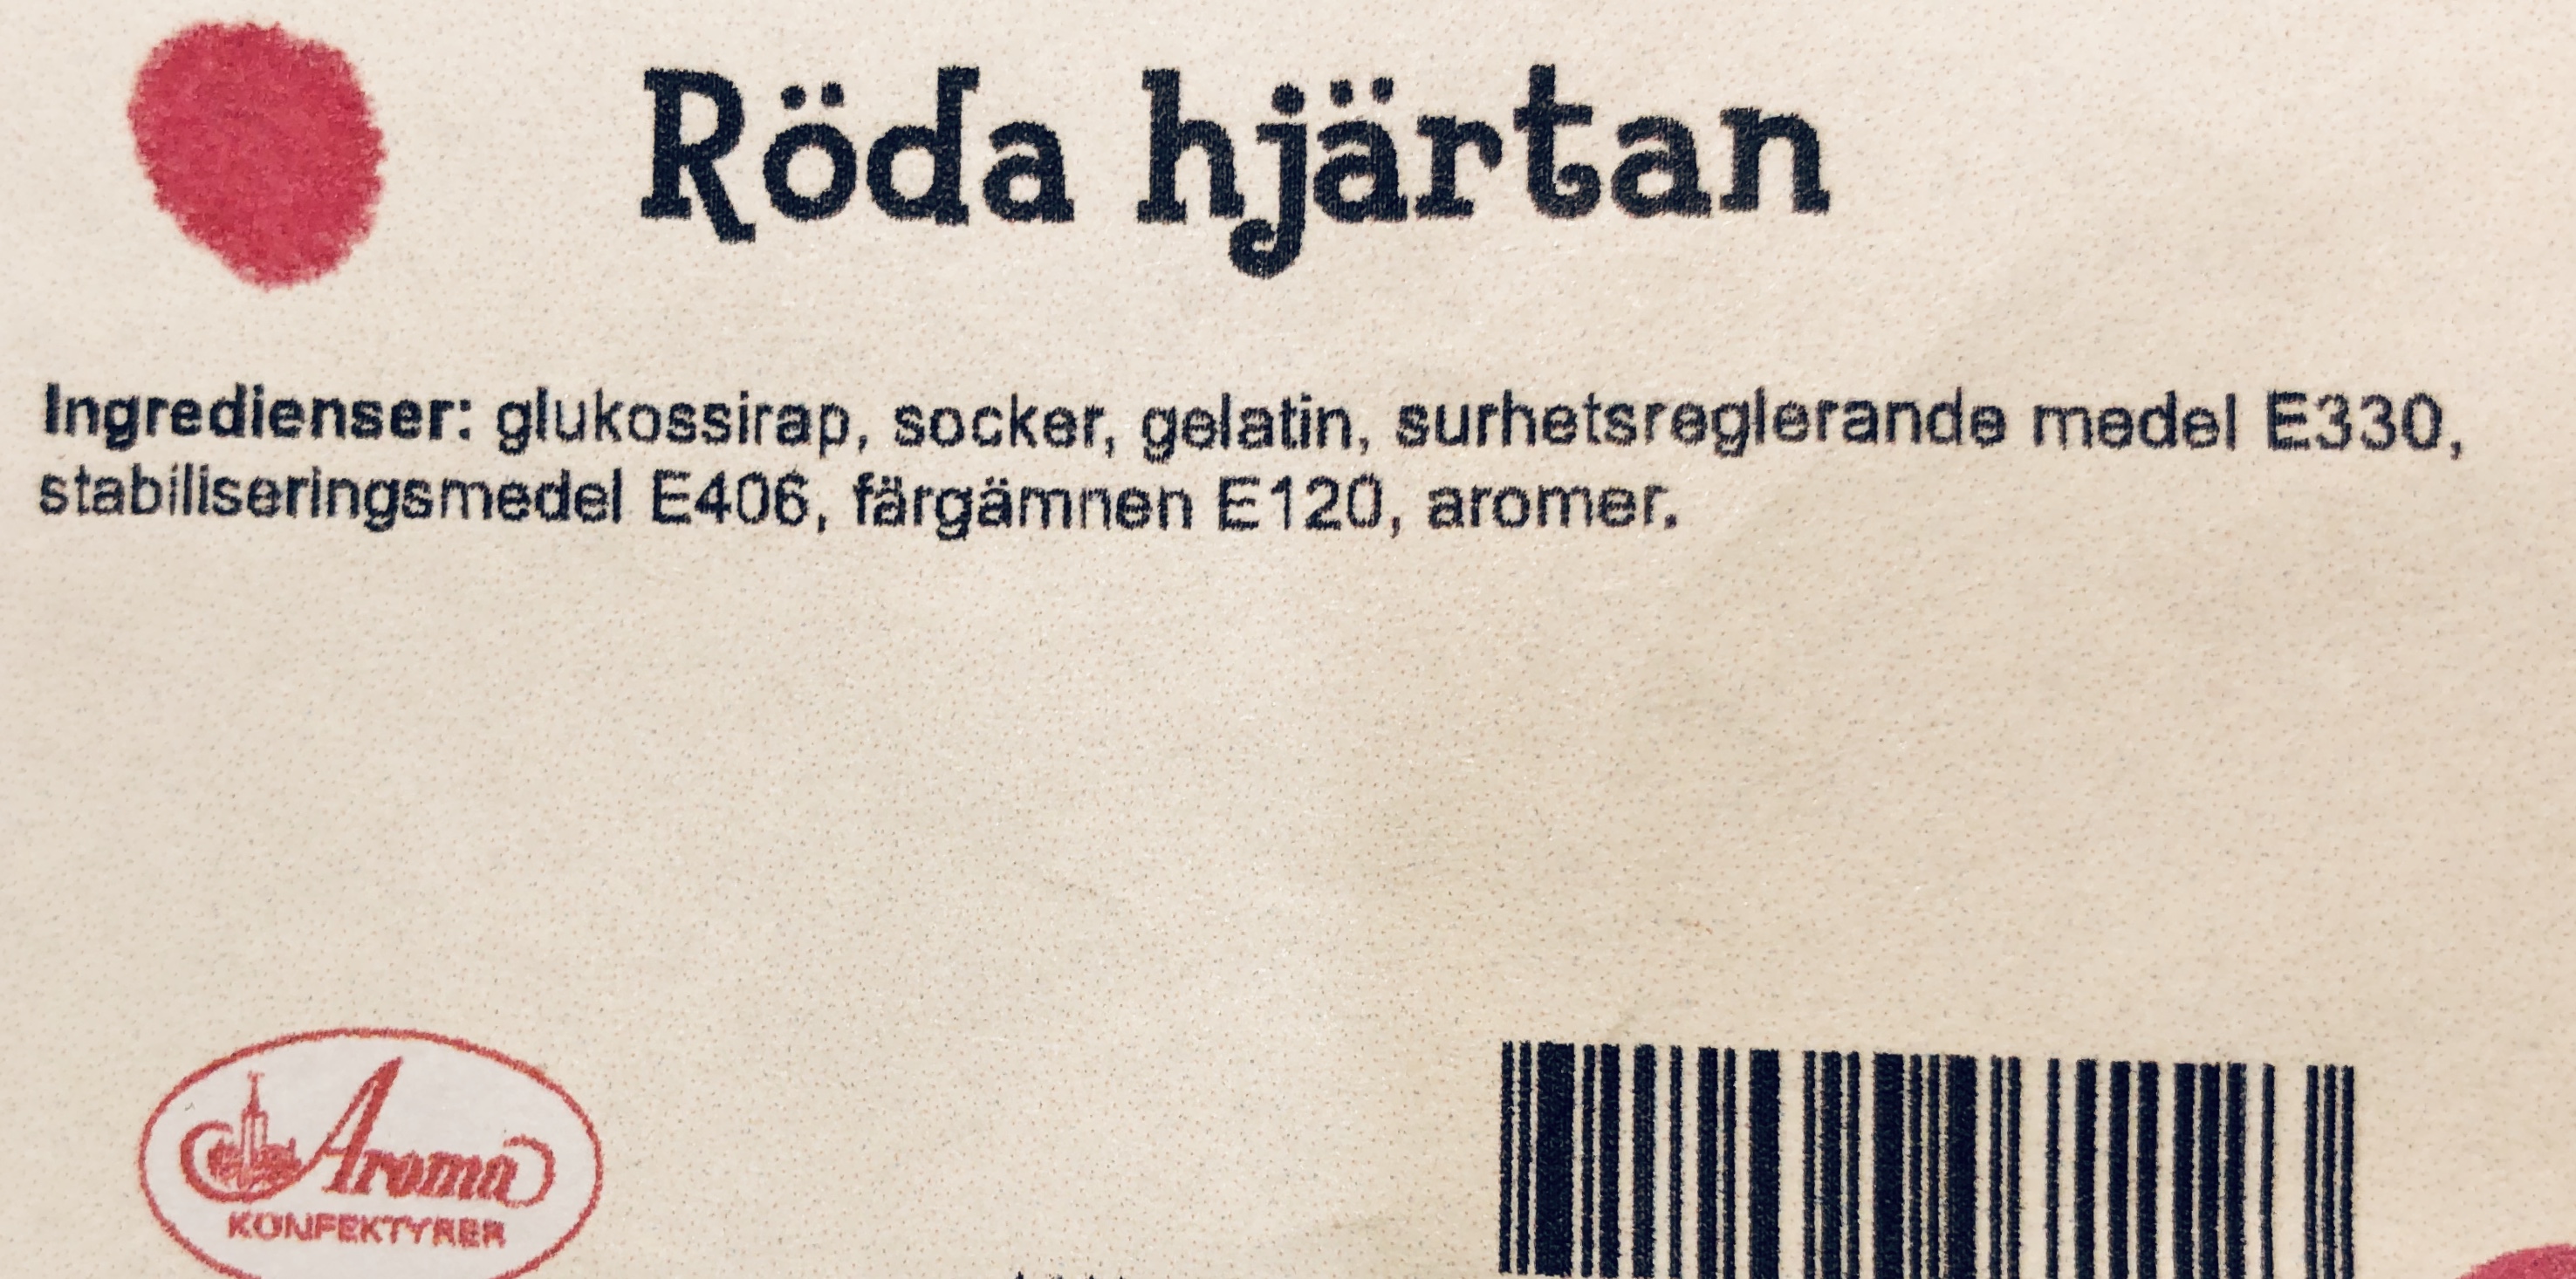 Röda hjärtan
Ingredienser: glukossirap, socker, gelatin, surhetsreglerande medel E330,
stabiliseringsmedel E406, färgämnen E120, aromer.
Aroma
KONFEKTYRER